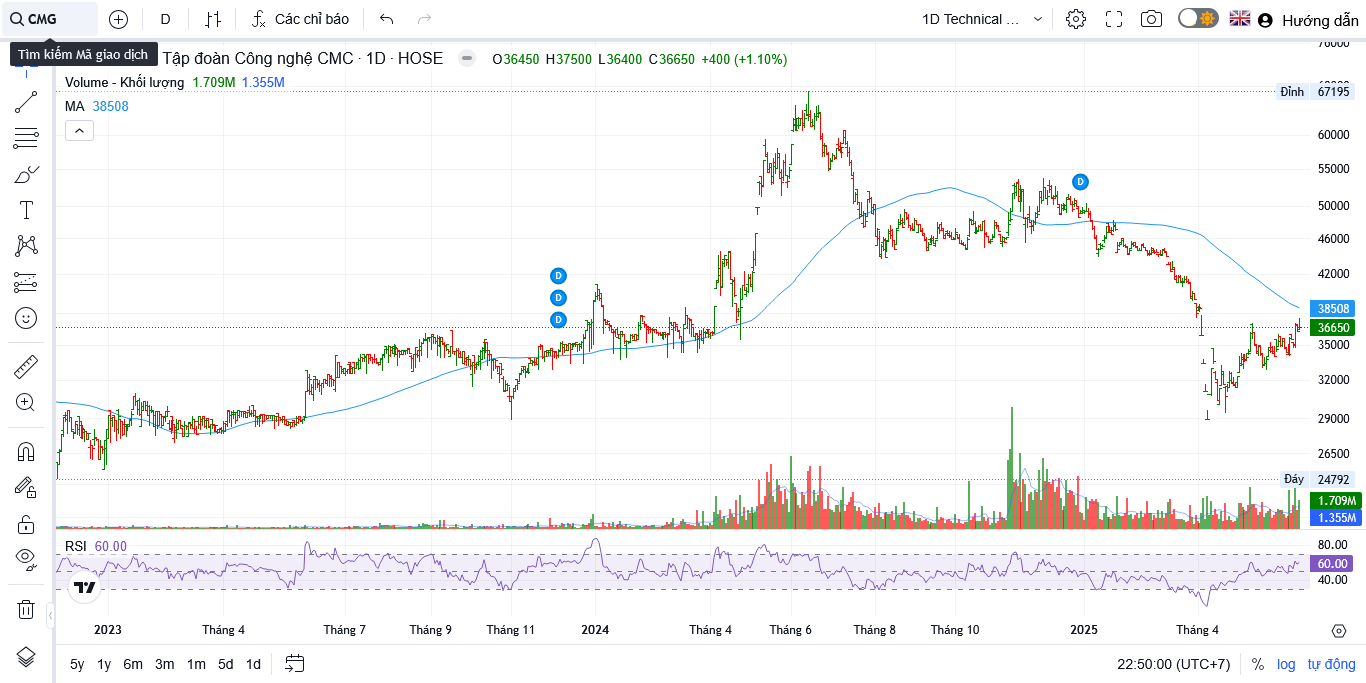 CMG D Các chỉ báo 1D Technical ... Hướng dẫn
Tìm kiếm Mã giao dịch
Tập đoàn Công nghệ CMC · 1D · HOSE O36450 H37500 L36400 C36650 +400 (+1.10%)
Volume - Khối lượng 1.709M 1.355M
MA 38508
76000
Đỉnh 67195
60000
55000
50000
46000
42000
38508
36650
35000
32000
29000
26500
Đáy 24792
1.709M
1.355M
D
D
D
D
RSI 60.00
80.00
60.00
40.00
2023 Tháng 4 Tháng 7 Tháng 9 Tháng 11 2024 Tháng 4 Tháng 6 Tháng 8 Tháng 10 2025 Tháng 4
5y 1y 6m 3m 1m 5d 1d 22:50:00 (UTC+7) % log tự động